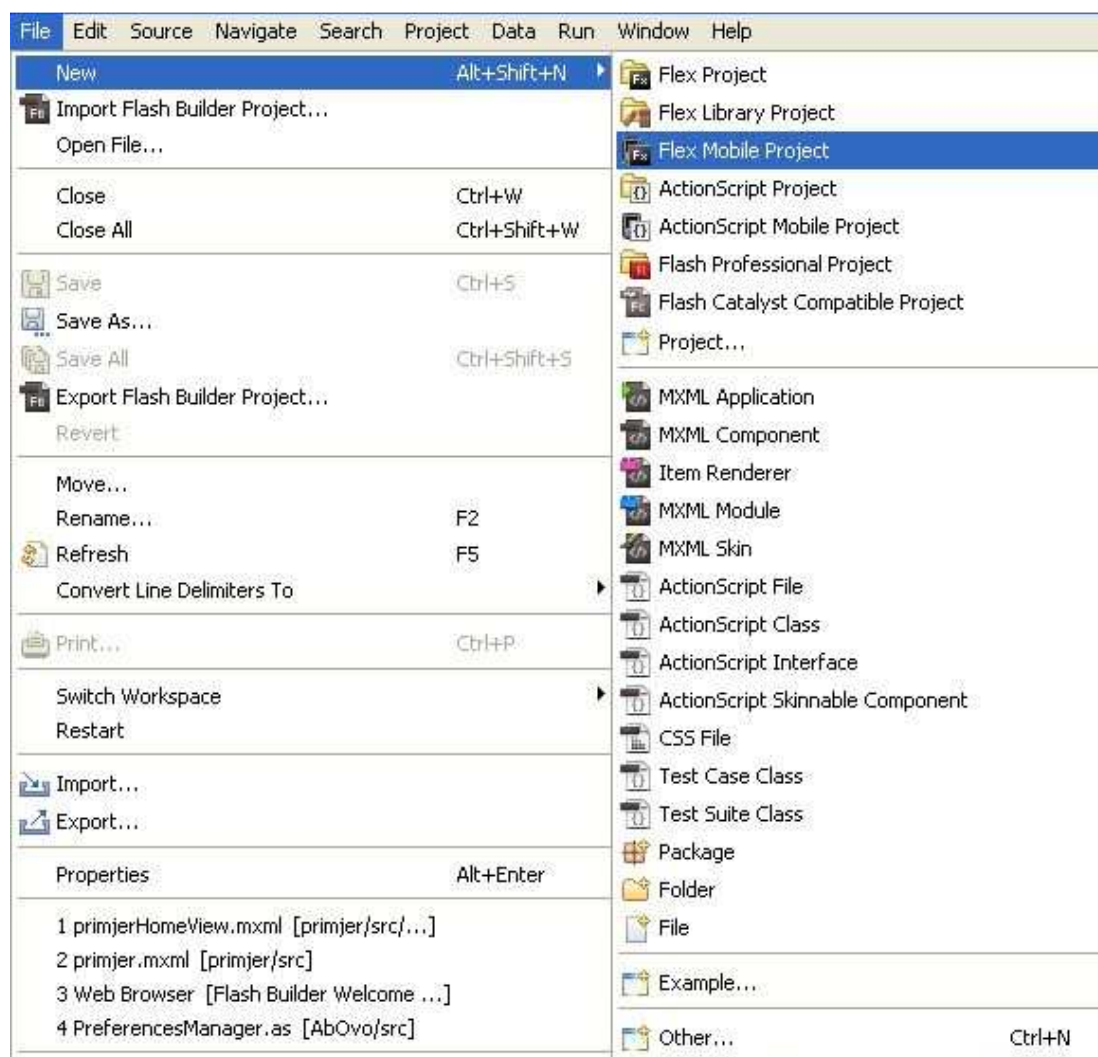 File Edit Source Navigate Search Project Data Run Window Help
New Alt+Shift+N
Import Flash Builder Project...
Open File...
Close Ctrl+W
Close All Ctrl+Shift+W
Save Ctrl+S
Save As...
Save All Ctrl+Shift+S
Export Flash Builder Project...
Revert
Move...
Rename... F2
Refresh F5
Convert Line Delimiters To
Print... Ctrl+P
Switch Workspace
Restart
Import...
Export...
Properties Alt+Enter
1 primjerHomeView.mxml [primjer/src/...]
2 primjer.mxml [primjer/src]
3 Web Browser [Flash Builder Welcome ...]
4 PreferencesManager.as [AbOvo/src]
Flex Project
Flex Library Project
Flex Mobile Project
ActionScript Project
ActionScript Mobile Project
Flash Professional Project
Flash Catalyst Compatible Project
Project...
MXML Application
MXML Component
Item Renderer
MXML Module
MXML Skin
ActionScript File
ActionScript Class
ActionScript Interface
ActionScript Skinnable Component
CSS File
Test Case Class
Test Suite Class
Package
Folder
File
Example...
Other... Ctrl+N